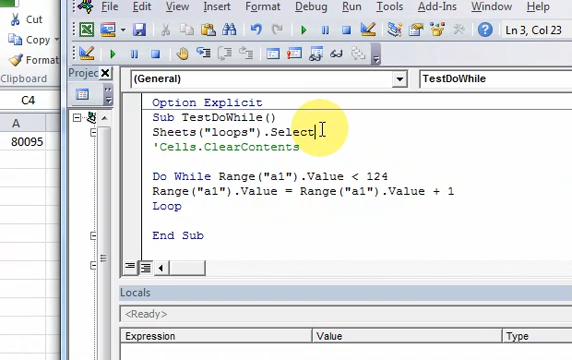 File Edit View Insert Format Debug Run Tools Add-Ins Window Help
Cut
Copy
Format
Clipboard
C4
A
80095
Ln 3, Col 23
Projec
(General)
TestDoWhile
Option Explicit
Sub TestDoWhile()
Sheets("loops").Select
'Cells.ClearContents
Do While Range("a1").Value < 124
Range("a1").Value = Range("a1").Value + 1
Loop
End Sub
Locals
<Ready>
Expression Value Type